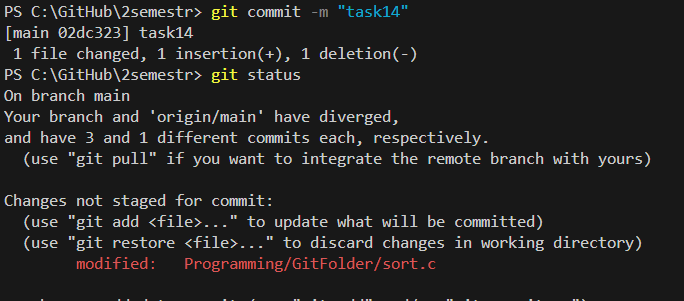 PS C:\GitHub\2semestr> git commit -m "task14"
[main 02dc323] task14
 1 file changed, 1 insertion(+), 1 deletion(-)
PS C:\GitHub\2semestr> git status
On branch main
Your branch and 'origin/main' have diverged,
and have 3 and 1 different commits each, respectively.
  (use "git pull" if you want to integrate the remote branch with yours)

Changes not staged for commit:
  (use "git add <file>..." to update what will be committed)
  (use "git restore <file>..." to discard changes in working directory)
        modified:   Programming/GitFolder/sort.c